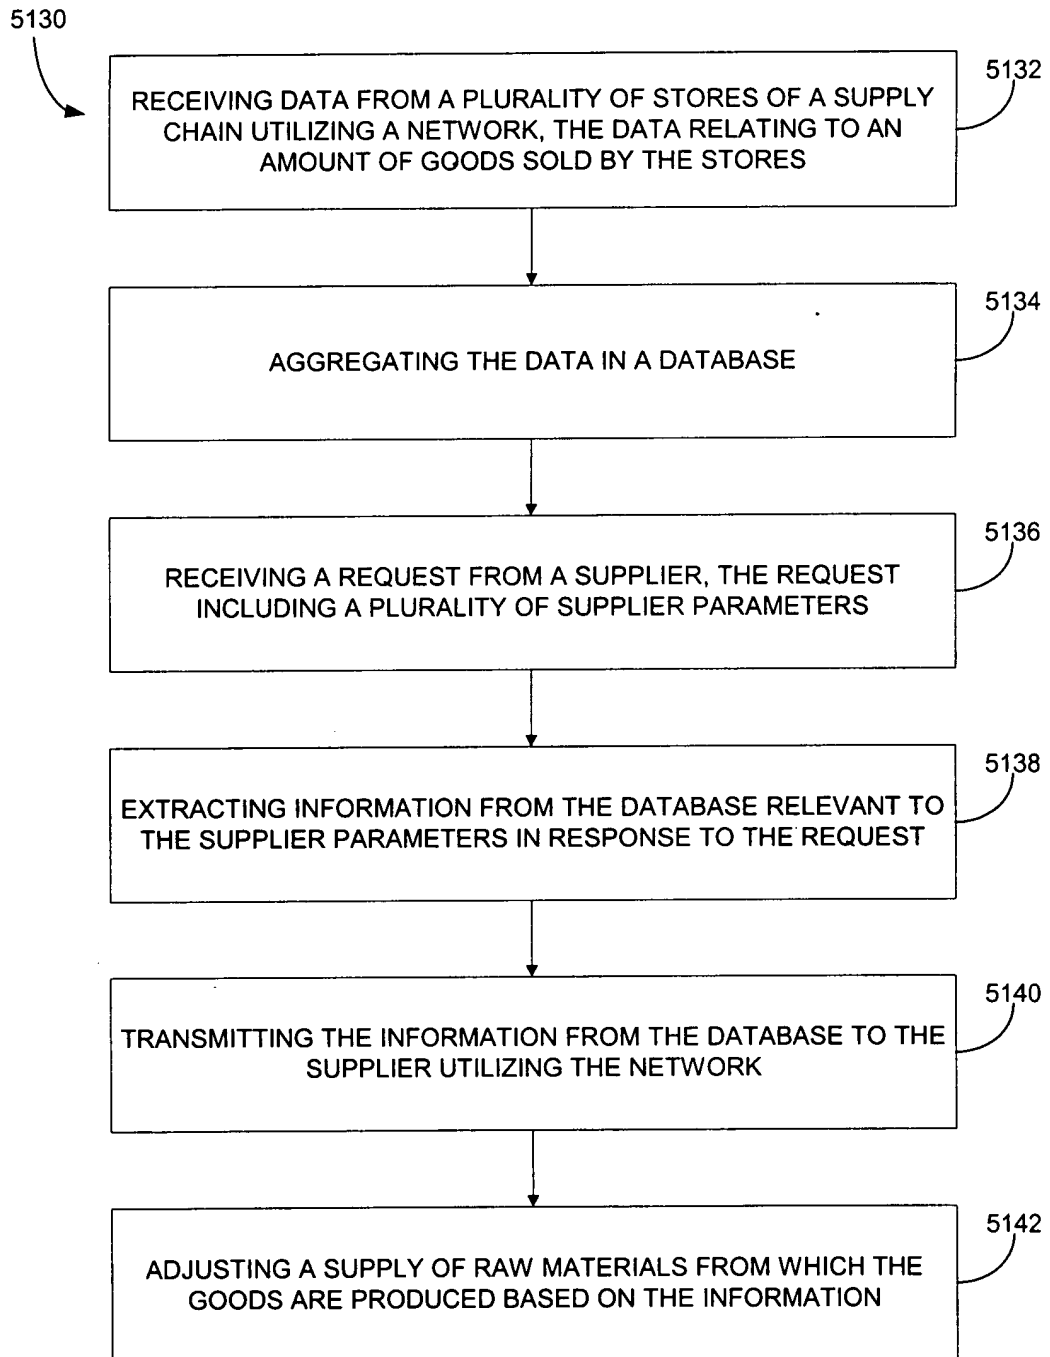 5130
5132
RECEIVING DATA FROM A PLURALITY OF STORES OF A SUPPLY
CHAIN UTILIZING A NETWORK, THE DATA RELATING TO AN
AMOUNT OF GOODS SOLD BY THE STORES
5134
AGGREGATING THE DATA IN A DATABASE
5136
RECEIVING A REQUEST FROM A SUPPLIER, THE REQUEST
INCLUDING A PLURALITY OF SUPPLIER PARAMETERS
5138
EXTRACTING INFORMATION FROM THE DATABASE RELEVANT TO
THE SUPPLIER PARAMETERS IN RESPONSE TO THE REQUEST
5140
TRANSMITTING THE INFORMATION FROM THE DATABASE TO THE
SUPPLIER UTILIZING THE NETWORK
5142
ADJUSTING A SUPPLY OF RAW MATERIALS FROM WHICH THE
GOODS ARE PRODUCED BASED ON THE INFORMATION